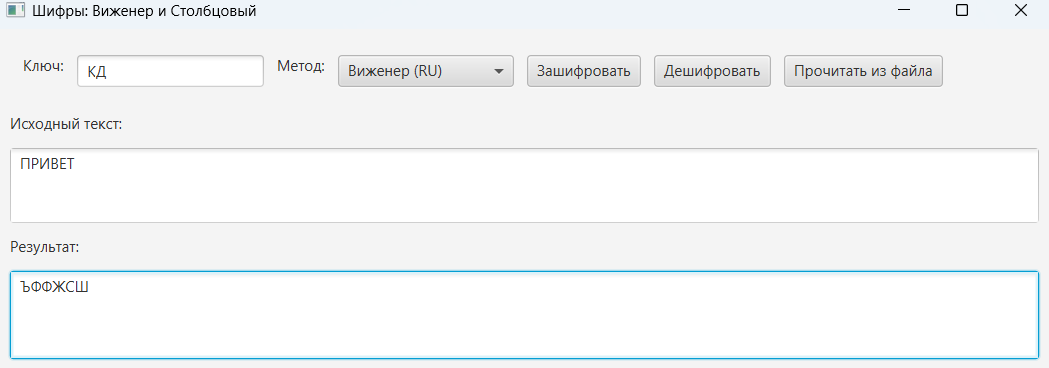 Шифры: Виженер и Столбцовый
Ключ: КД Метод: Виженер (RU) Зашифровать Дешифровать Прочитать из файла
Исходный текст:
ПРИВЕТ
Результат:
ЪФФЖСШ